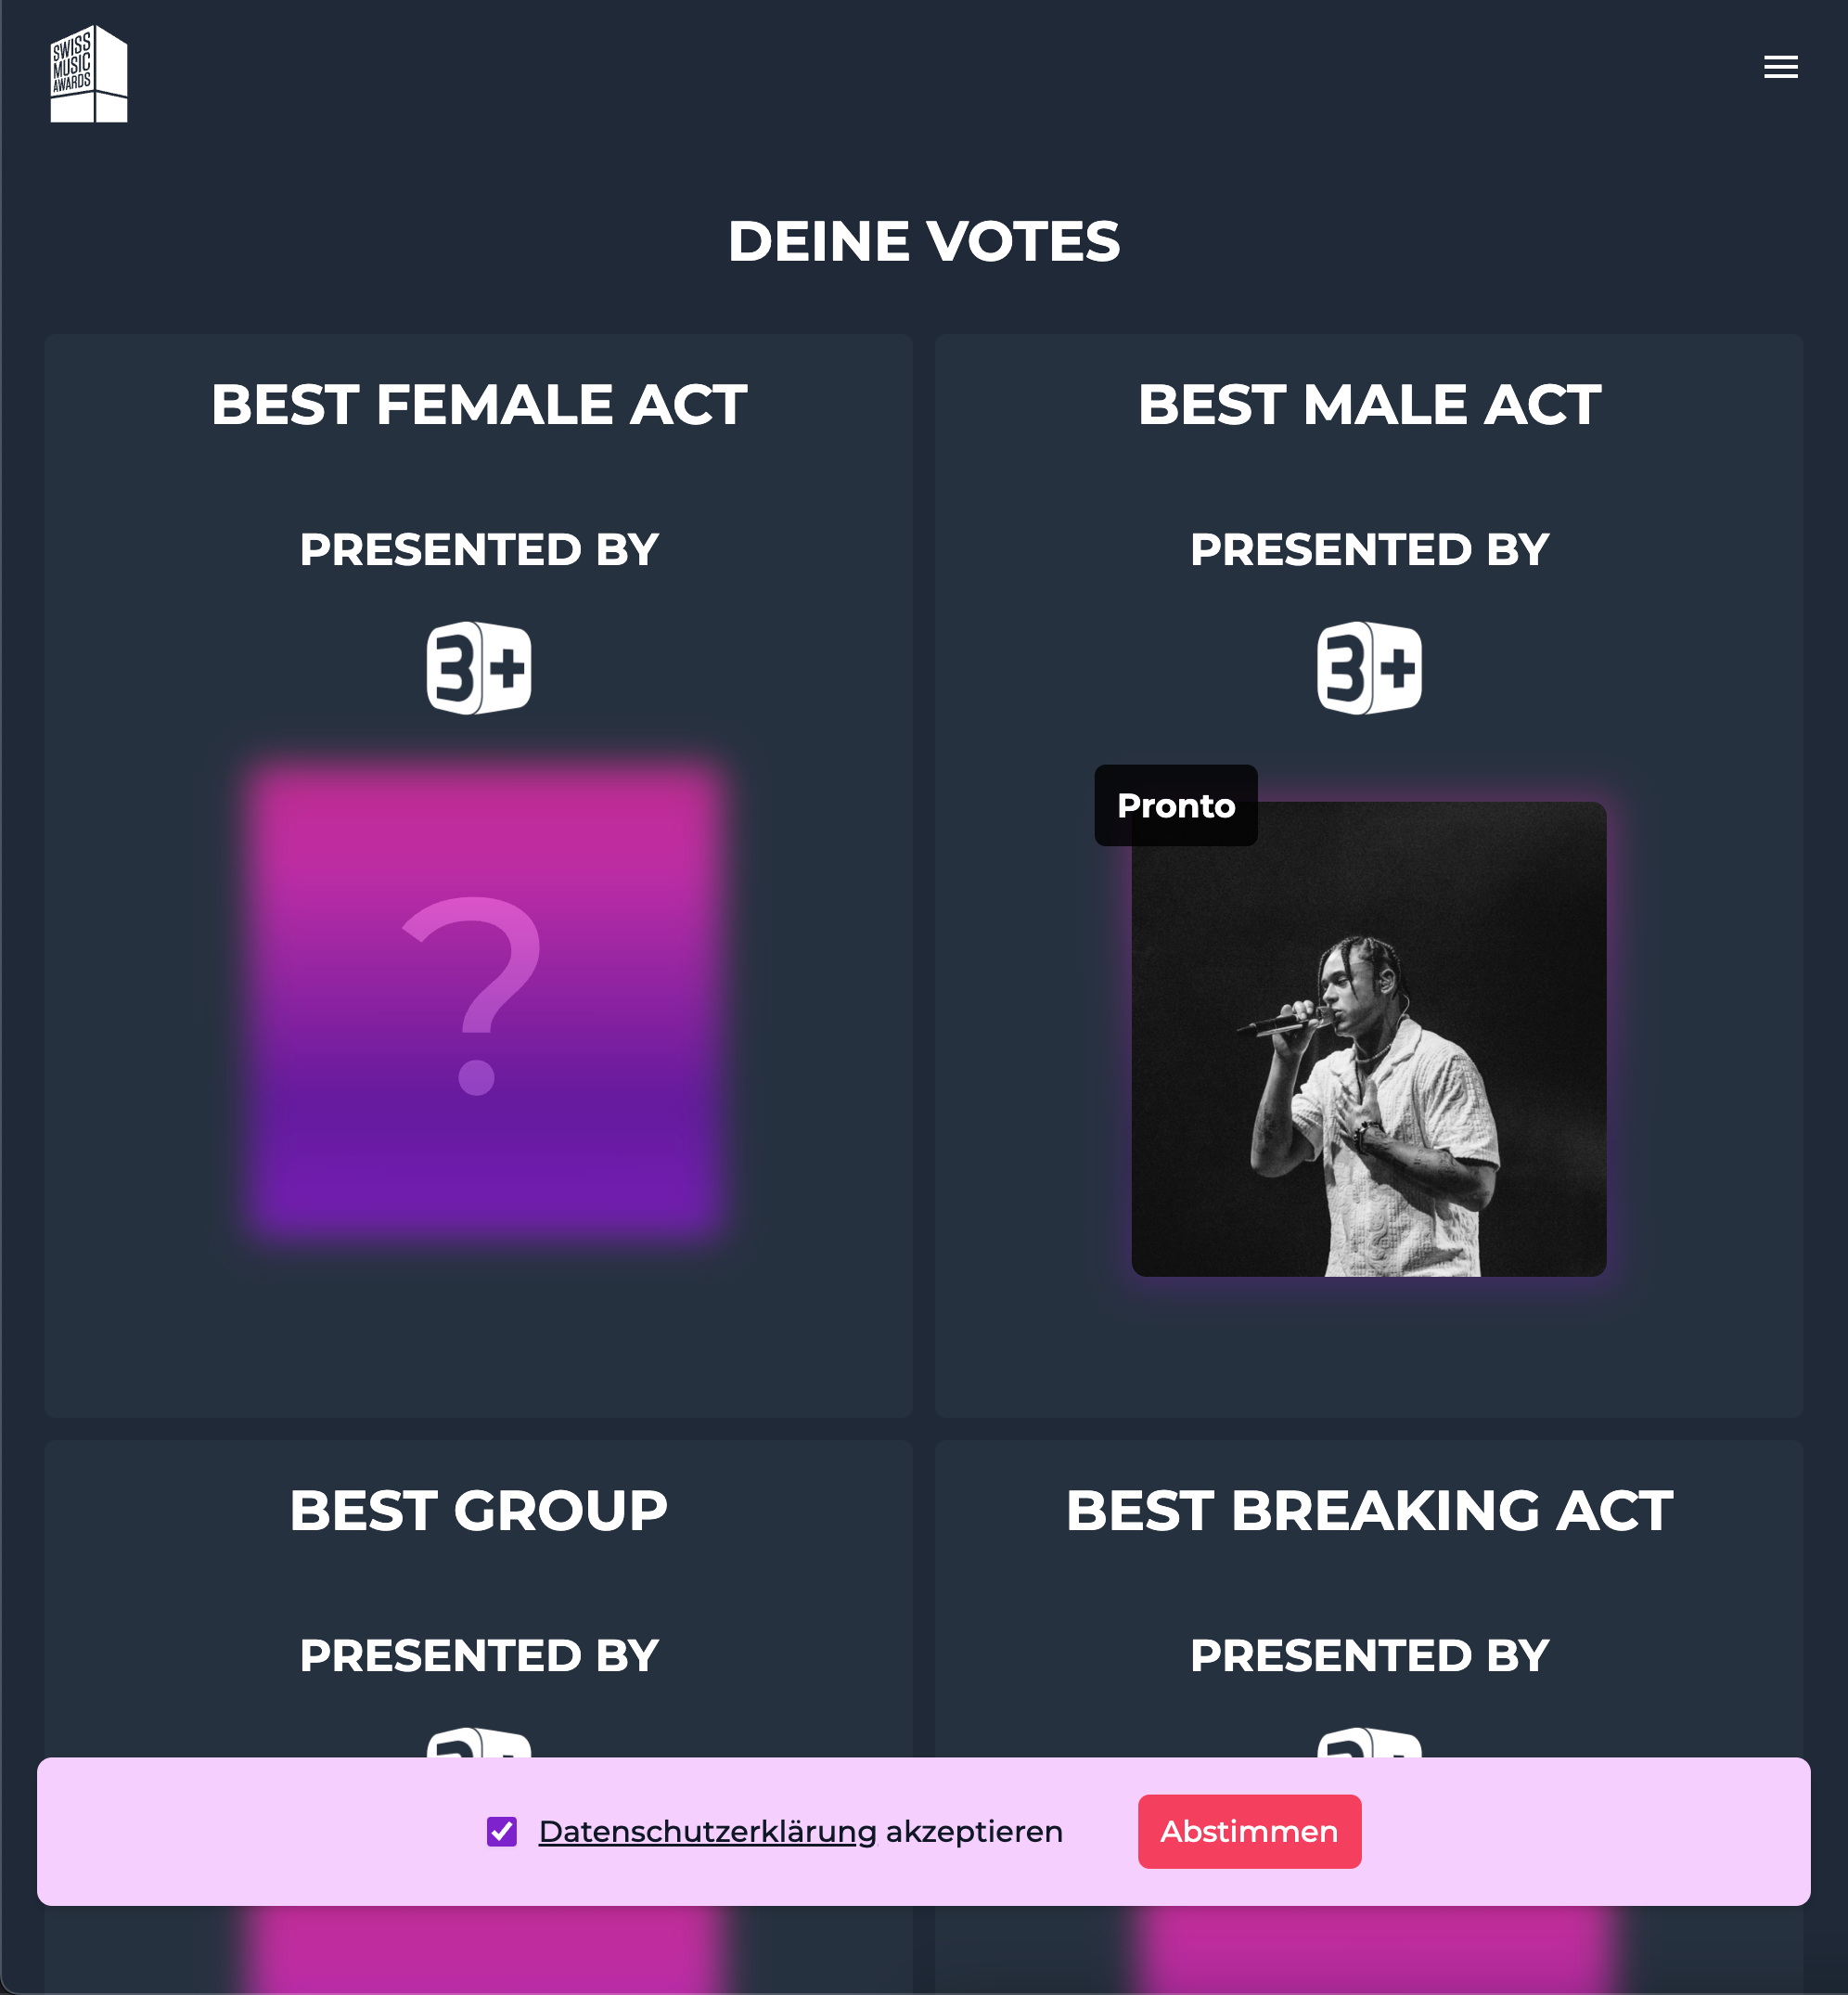 SWISS
MUSIC
AWARDS
DEINE VOTES
BEST FEMALE ACT
PRESENTED BY
3+
?
BEST MALE ACT
PRESENTED BY
3+
Pronto
BEST GROUP
PRESENTED BY
BEST BREAKING ACT
PRESENTED BY
Datenschutzerklärung akzeptieren
Abstimmen